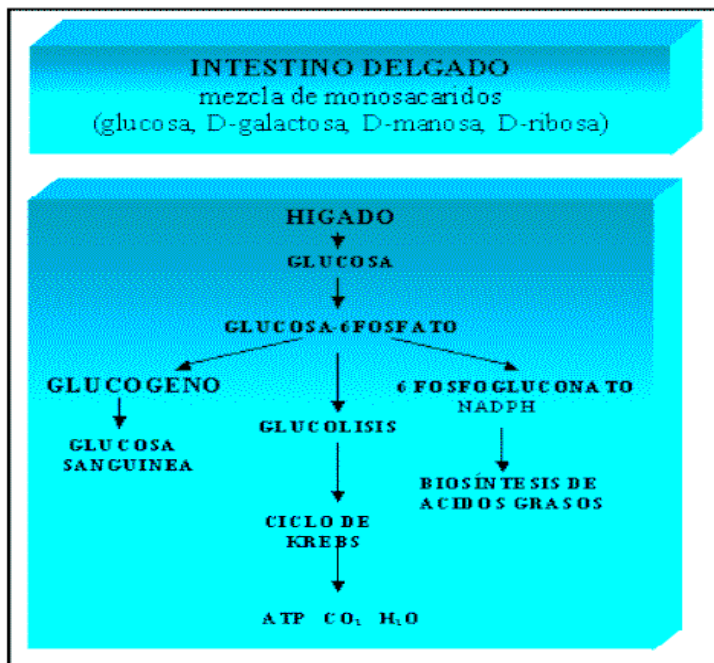 INTESTINO DELGADO
mezcla de monosacaridos
(glucosa, D-galactosa, D-manosa, D-ribosa)
HIGADO
GLUCOSA
GLUCOSA-6FOSFATO
GLUCOGENO
GLUCOSA
SANGUINEA
GLUCOLISIS
CICLO DE
KREBS
ATP CO₂ H₂O
6 FOSFOGLUCONATO
NADPH
BIOSÍNTESIS DE
ACIDOS GRASOS